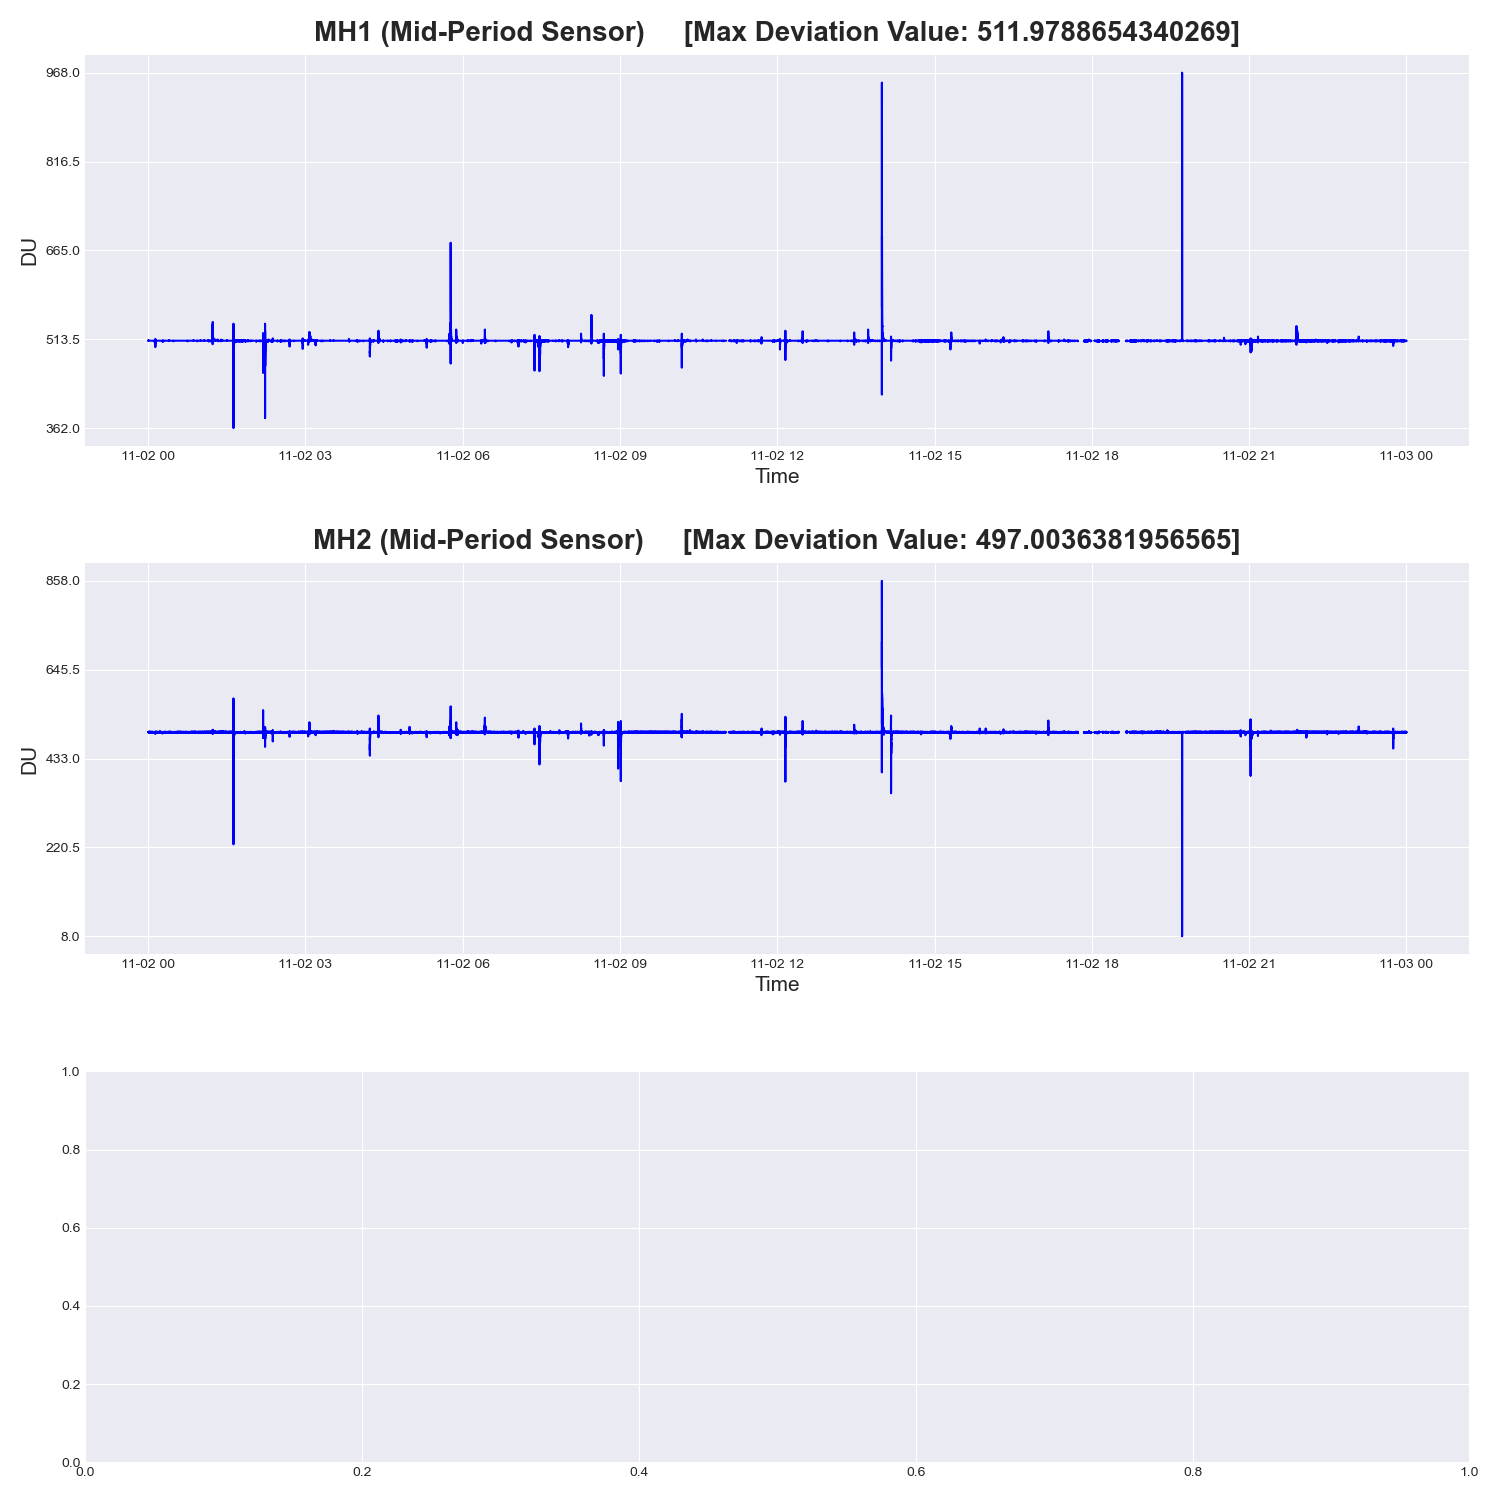 MH1 (Mid-Period Sensor) [Max Deviation Value: 511.9788654340269]
968.0
816.5
665.0
513.5
362.0
DU
11-02 00 11-02 03 11-02 06 11-02 09 11-02 12 11-02 15 11-02 18 11-02 21 11-03 00
Time
MH2 (Mid-Period Sensor) [Max Deviation Value: 497.0036381956565]
858.0
645.5
433.0
220.5
8.0
DU
11-02 00 11-02 03 11-02 06 11-02 09 11-02 12 11-02 15 11-02 18 11-02 21 11-03 00
Time
1.0
0.8
0.6
0.4
0.2
0.0
0.0 0.2 0.4 0.6 0.8 1.0